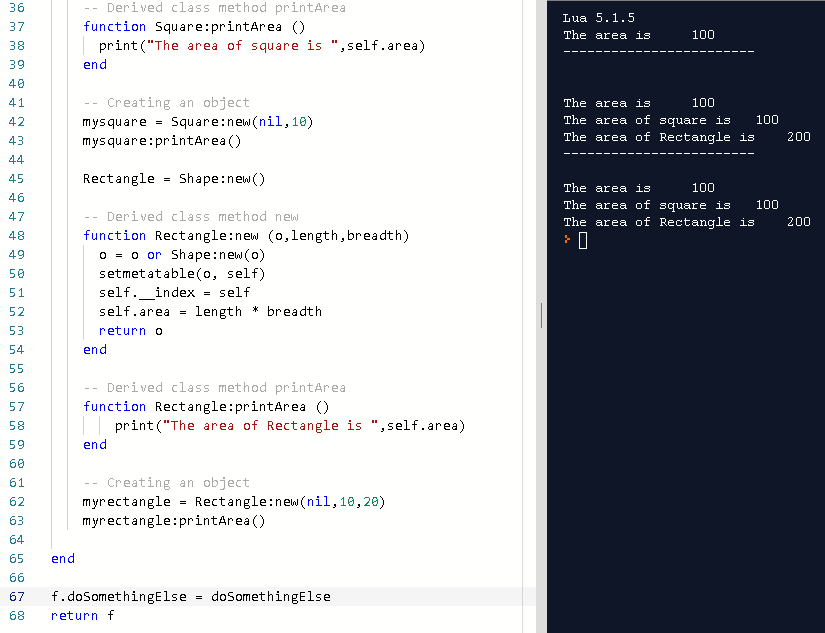 36 -- Derived class method printArea
37 function Square:printArea ()
38 print("The area of square is ",self.area)
39 end
40
41 -- Creating an object
42 mysquare = Square:new(nil,10)
43 mysquare:printArea()
44
45 Rectangle = Shape:new()
46
47 -- Derived class method new
48 function Rectangle:new (o,length,breadth)
49 o = o or Shape:new(o)
50 setmetatable(o, self)
51 self.__index = self
52 self.area = length * breadth
53 return o
54 end
55
56 -- Derived class method printArea
57 function Rectangle:printArea ()
58 print("The area of Rectangle is ",self.area)
59 end
60
61 -- Creating an object
62 myrectangle = Rectangle:new(nil,10,20)
63 myrectangle:printArea()
64
65 end
66
67 f.doSomethingElse = doSomethingElse
68 return f
Lua 5.1.5
The area is 100
------------------------
The area is 100
The area of square is 100
The area of Rectangle is 200
------------------------
The area is 100
The area of square is 100
The area of Rectangle is 200
>